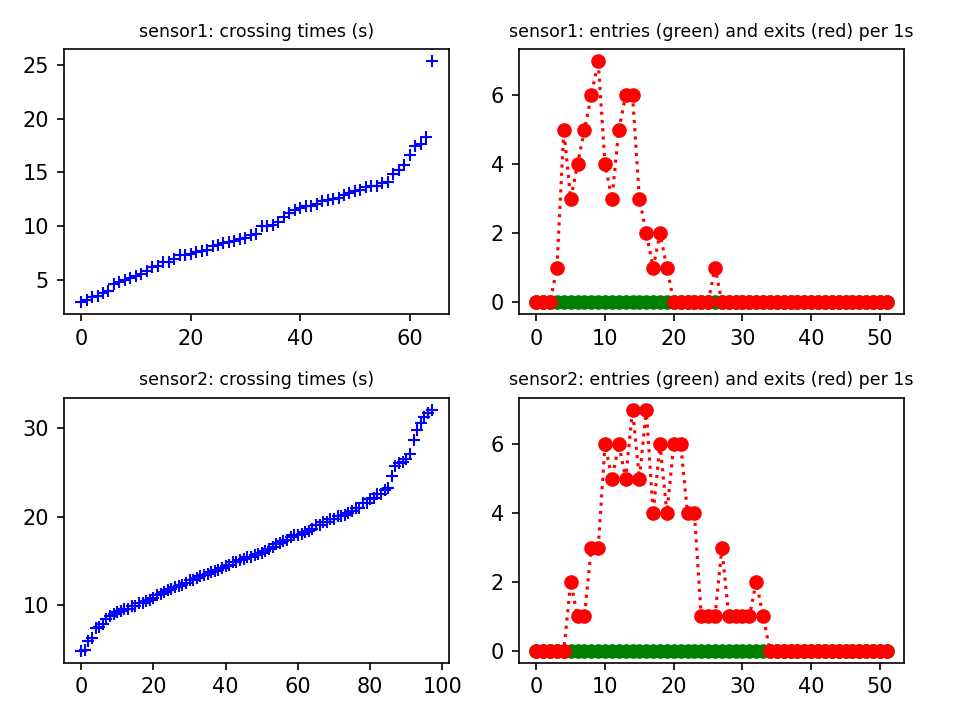 sensor1: crossing times (s)
25
20
15
10
5
0 20 40 60
sensor1: entries (green) and exits (red) per 1s
6
4
2
0
0 10 20 30 40 50
sensor2: crossing times (s)
30
20
10
0 20 40 60 80 100
sensor2: entries (green) and exits (red) per 1s
6
4
2
0
0 10 20 30 40 50